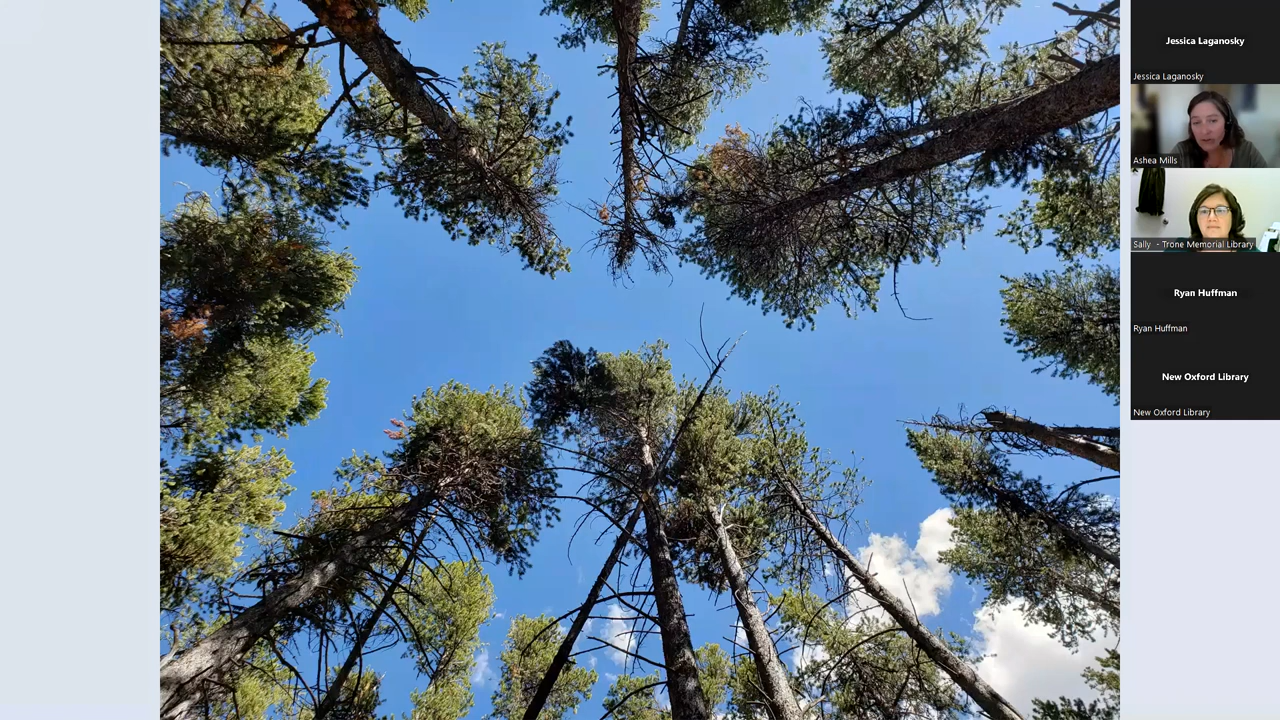 Jessica Laganosky
Jessica Laganosky
Ashea Mills
Sally - Trone Memorial Library
Ryan Huffman
Ryan Huffman
New Oxford Library
New Oxford Library